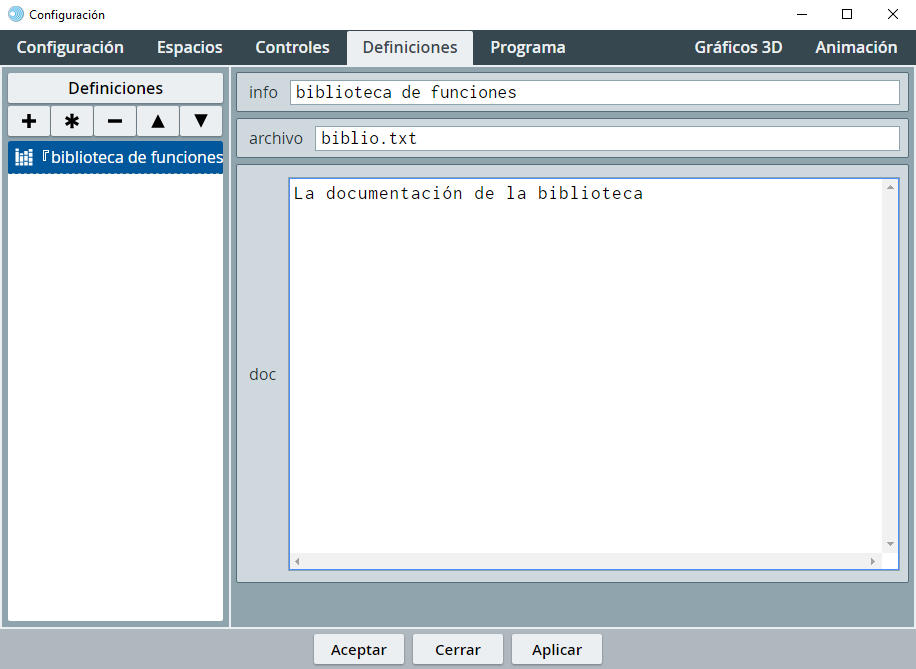 Configuración
Configuración Espacios Controles Definiciones Programa Gráficos 3D Animación
Definiciones
+ * - ▲ ▼
『biblioteca de funciones
info biblioteca de funciones
archivo biblio.txt
La documentación de la biblioteca
doc
Aceptar Cerrar Aplicar